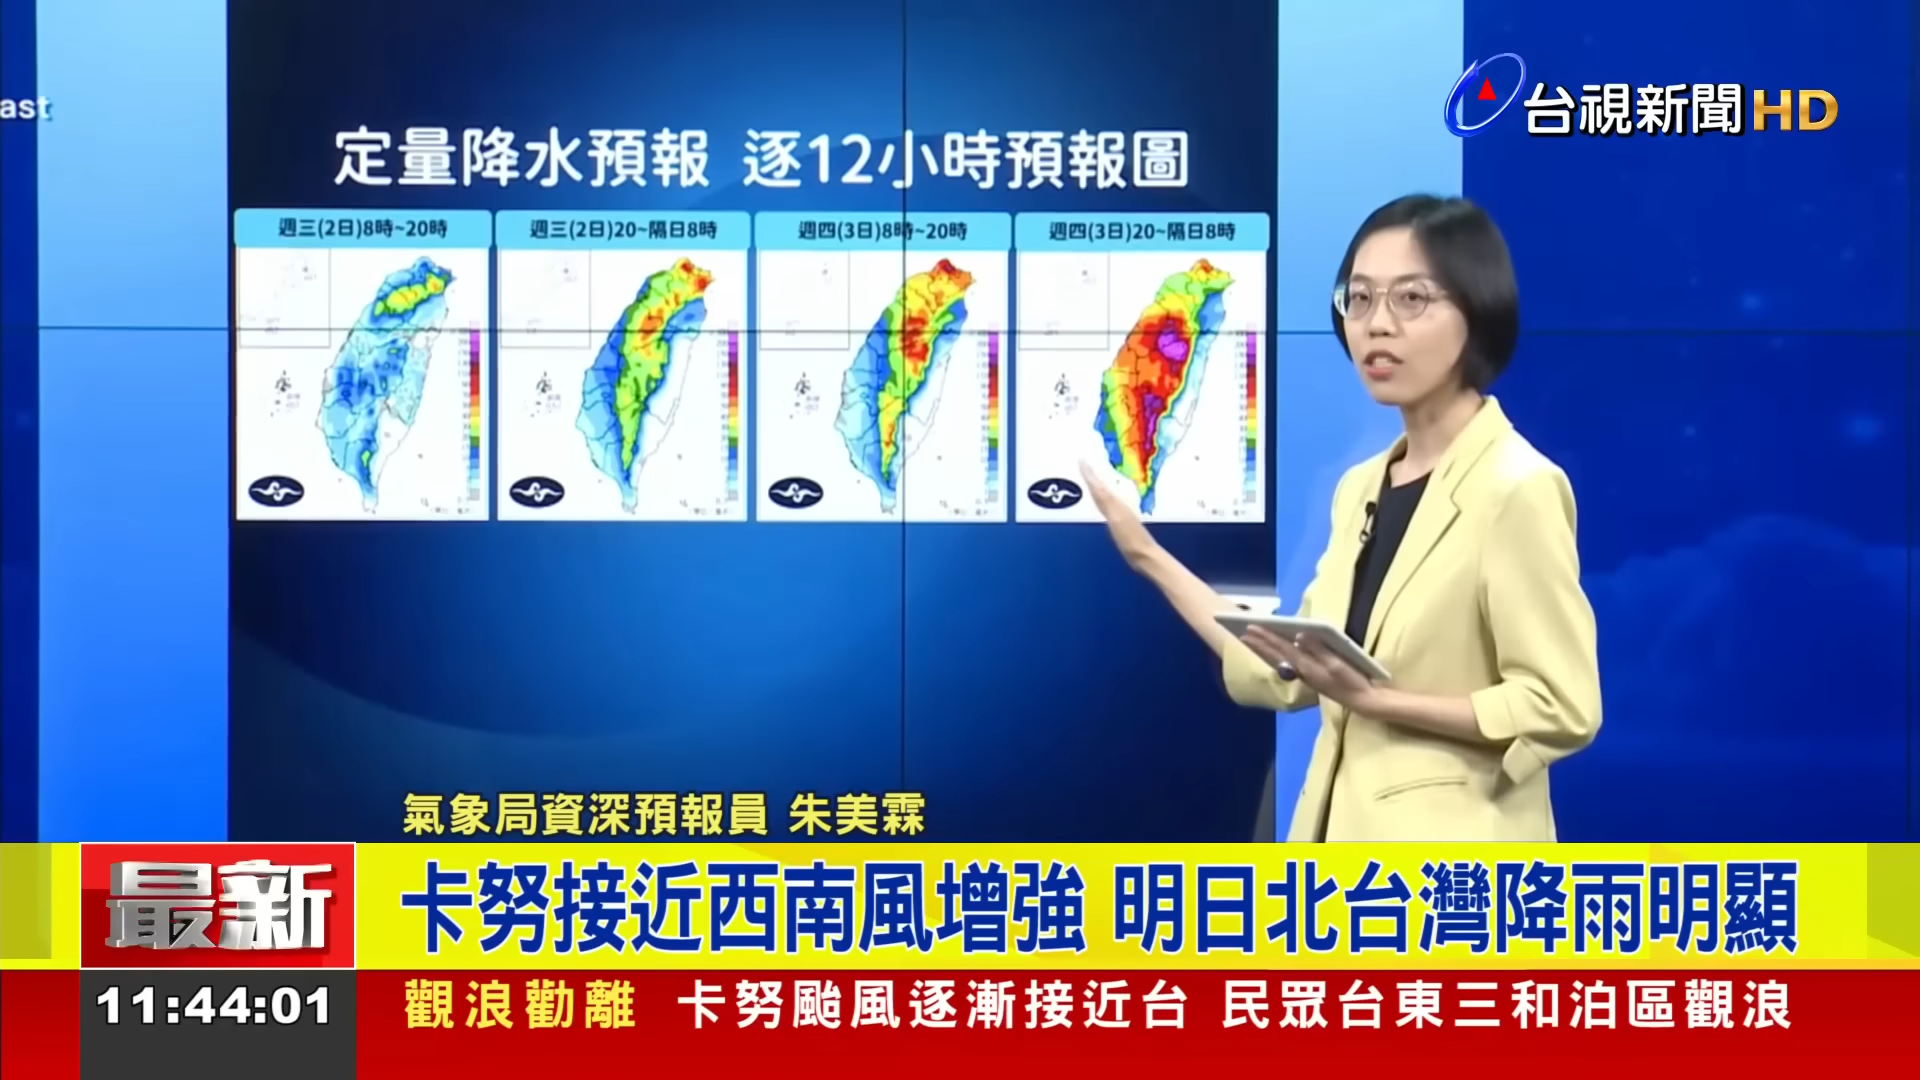 ast
台視新聞HD
定量降水預報 逐12小時預報圖
週三(2日)8時~20時
週三(2日)20~隔日8時
週四(3日)8時~20時
週四(3日)20~隔日8時
氣象局資深預報員 朱美霖
最新
卡努接近西南風增強 明日北台灣降雨明顯
11:44:01
觀浪勸離 卡努颱風逐漸接近台 民眾台東三和泊區觀浪